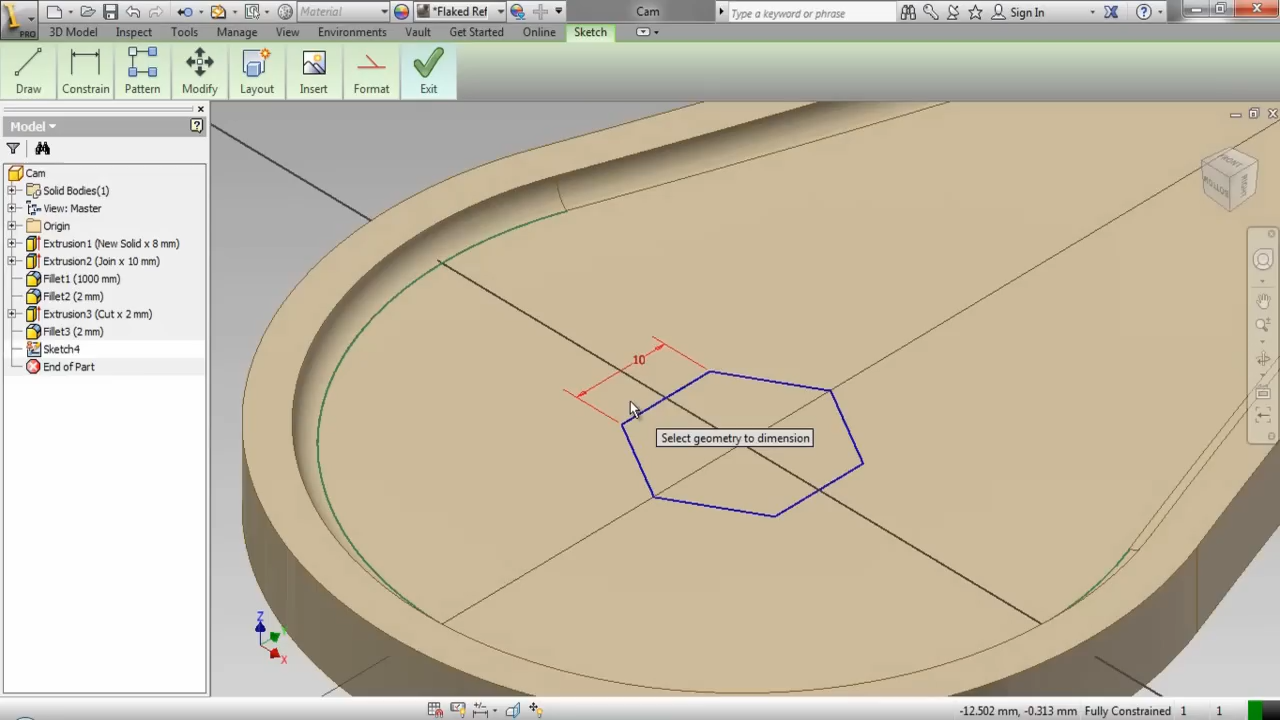 Material
*Flaked Ref
Cam
Type a keyword or phrase
Sign In
PRO
3D Model
Inspect
Tools
Manage
View
Environments
Vault
Get Started
Online
Sketch
Draw
Constrain
Pattern
Modify
Layout
Insert
Format
Exit
Model
Cam
Solid Bodies(1)
View: Master
Origin
Extrusion1 (New Solid x 8 mm)
Extrusion2 (Join x 10 mm)
Fillet1 (1000 mm)
Fillet2 (2 mm)
Extrusion3 (Cut x 2 mm)
Fillet3 (2 mm)
Sketch4
End of Part
FRONT
BOTTOM
RIGHT
10
Select geometry to dimension
Z
X
-12.502 mm, -0.313 mm
Fully Constrained
1
1